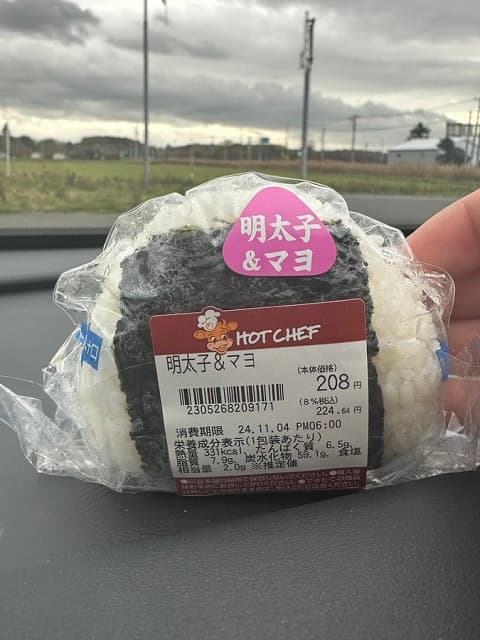 明太子
&マヨ
HOT CHEF
明太子&マヨ
(本体価格)
208円
(8%税込)
224.64円
2305268209171
消費期限 24.11.04 PM06:00
栄養成分表示(1包装あたり)
熱量 331kcal たんぱく質 6.5g
脂質 7.9g、炭水化物 59.1g、食塩
相当量 2.0g ※推定値